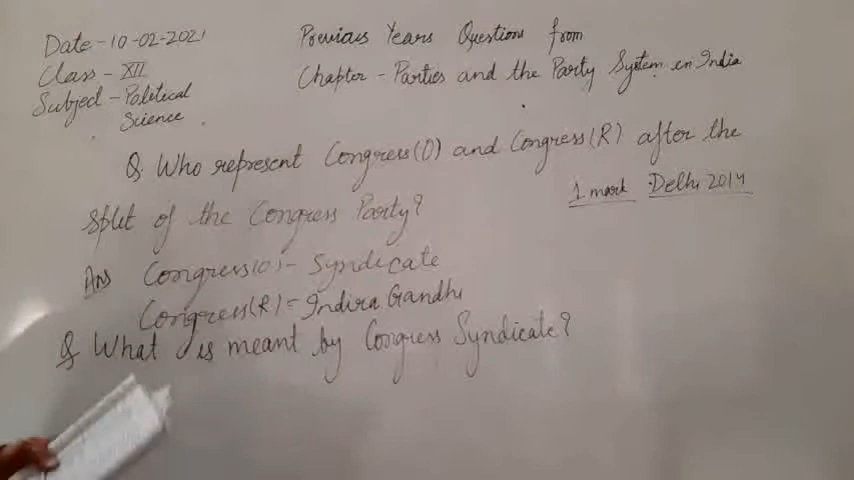 Date-10-02-2021
Class-XII
Subject-Political
Science
Previous Years Questions from
Chapter-Parties and the Party System in India
Q. Who represent Congress(O) and Congress(R) after the
split of the Congress Party?
1 mark Delhi 2014
Ans Congress(O)- Syndicate
Congress(R)= Indira Gandhi
Q What is meant by Congress Syndicate?